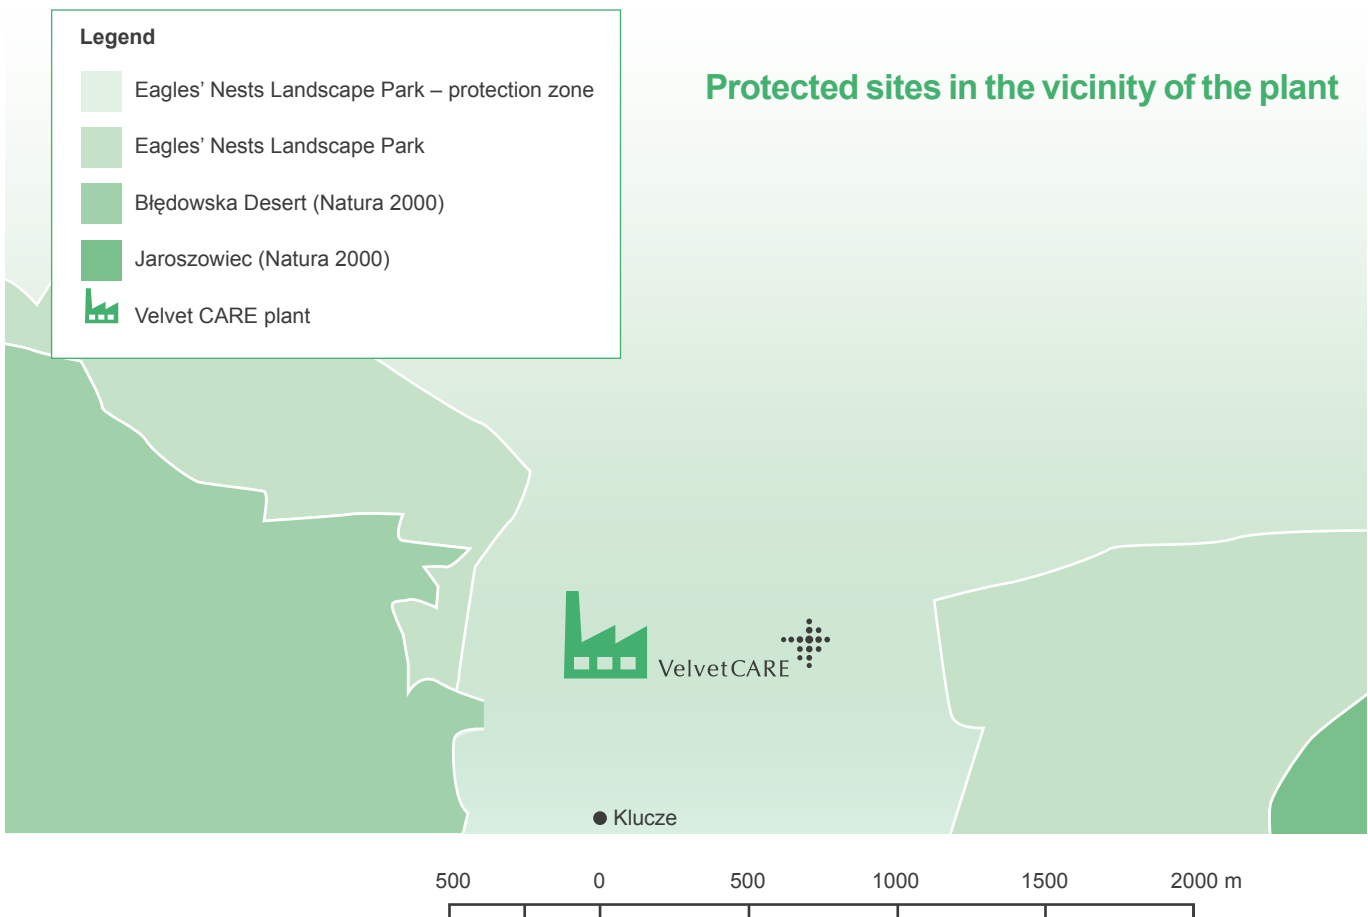 Legend
Eagles’ Nests Landscape Park – protection zone
Eagles’ Nests Landscape Park
Błędowska Desert (Natura 2000)
Jaroszowiec (Natura 2000)
Velvet CARE plant
Protected sites in the vicinity of the plant
VelvetCARE
Klucze
500 0 500 1000 1500 2000 m